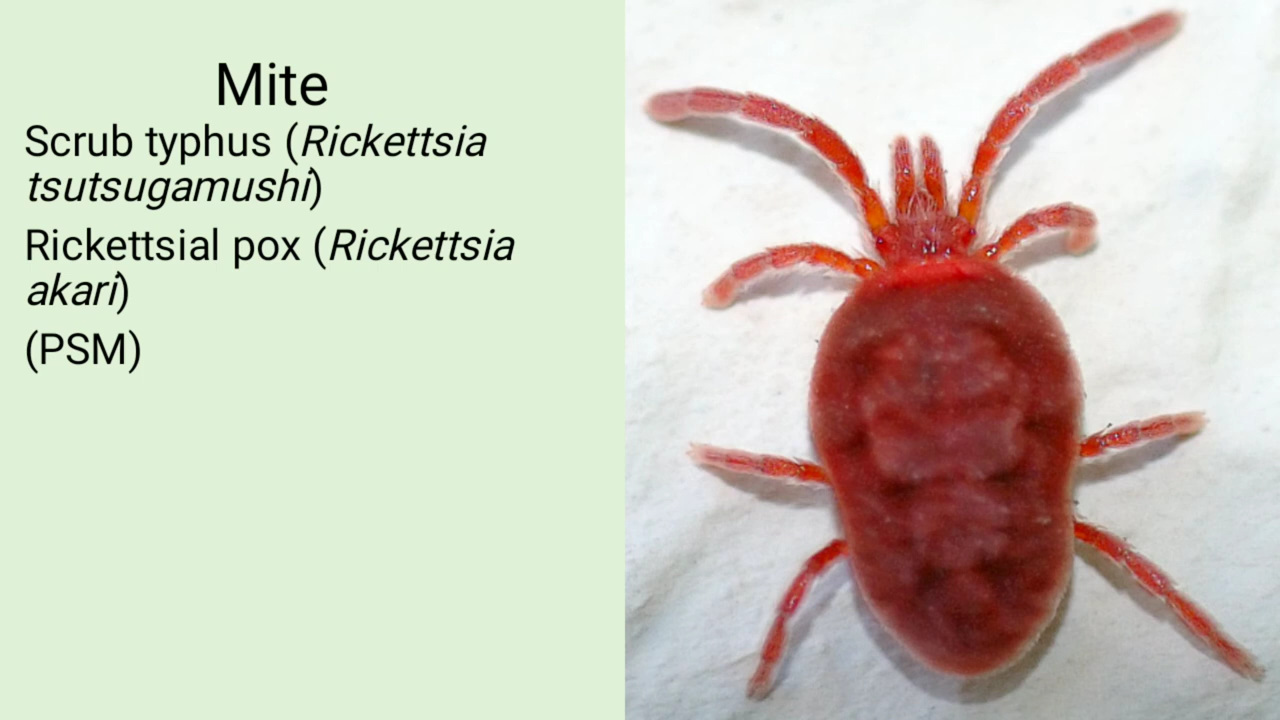 Mite
Scrub typhus (Rickettsia
tsutsugamushi)
Rickettsial pox (Rickettsia
akari)
(PSM)